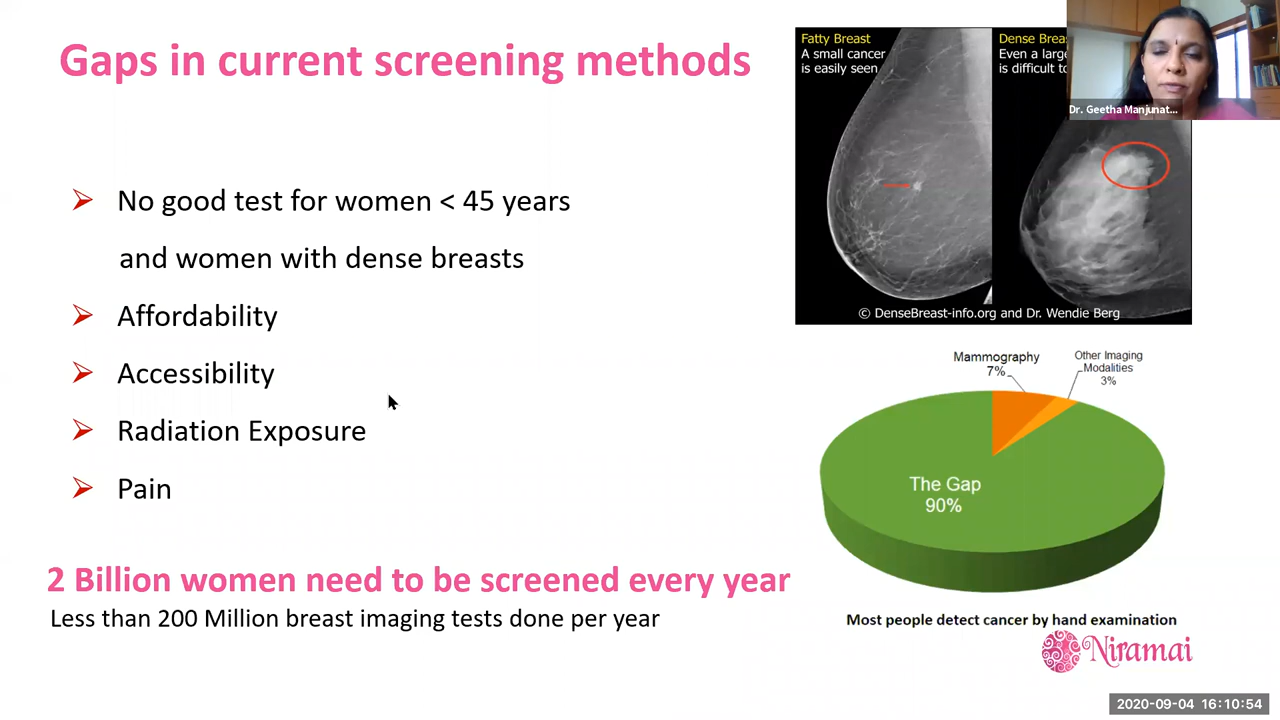 Gaps in current screening methods
No good test for women < 45 years
and women with dense breasts
Affordability
Accessibility
Radiation Exposure
Pain
2 Billion women need to be screened every year
Less than 200 Million breast imaging tests done per year
Fatty Breast
A small cancer
is easily seen
Dense
Even a
is difficult
© DenseBreast-info.org and Dr. Wendie Berg
Dr. Geetha Manjunat...
Mammography
7%
Other Imaging
Modalities
3%
The Gap
90%
Most people detect cancer by hand examination
Niramai
2020-09-04 16:10:54